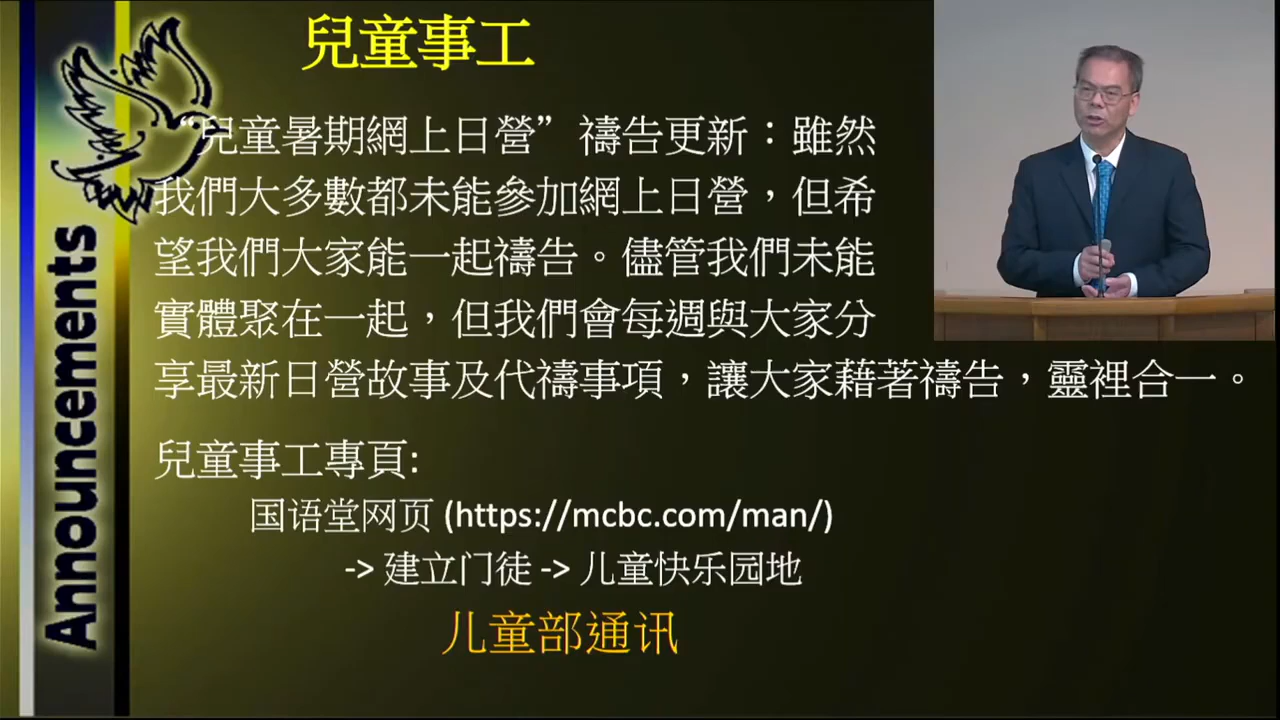 Announcements
兒童事工
“兒童暑期網上日營”禱告更新：雖然
我們大多數都未能參加網上日營，但希
望我們大家能一起禱告。儘管我們未能
實體聚在一起，但我們會每週與大家分
享最新日營故事及代禱事項，讓大家藉著禱告，靈裡合一。
兒童事工專頁:
国语堂网页 (https://mcbc.com/man/)
-> 建立门徒 -> 儿童快乐园地
儿童部通讯